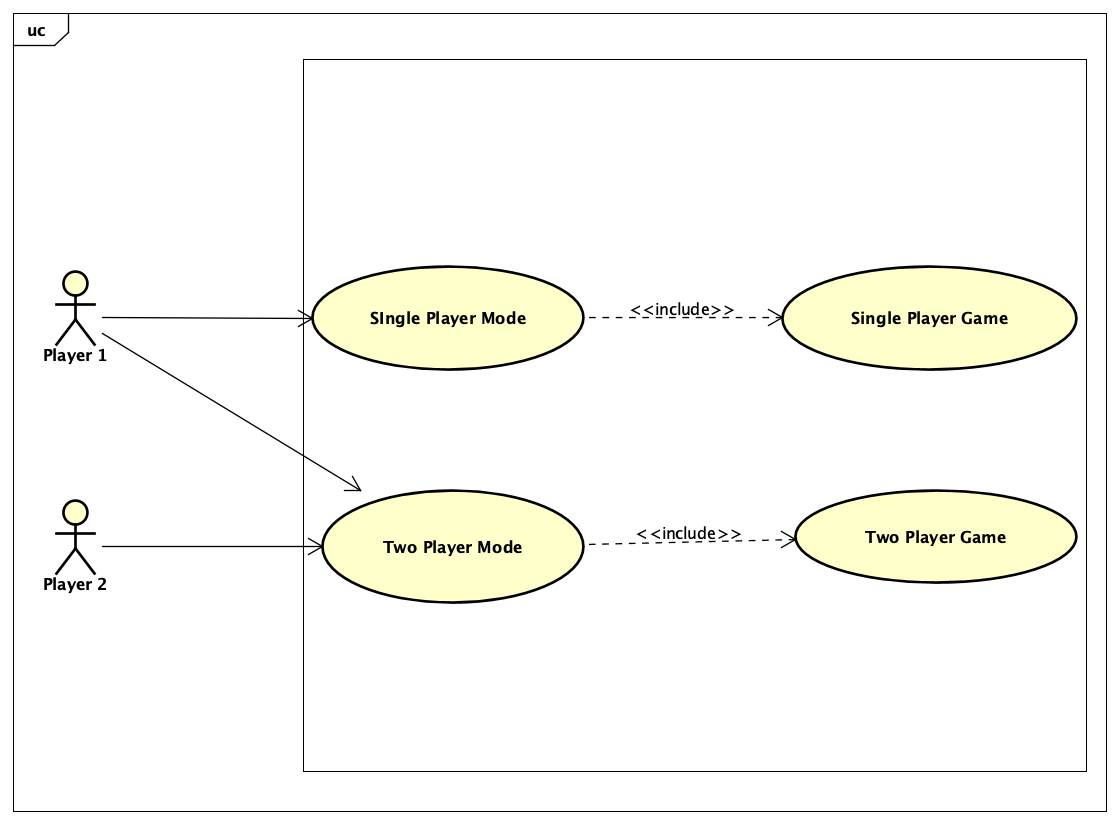 uc
SIngle Player Mode
<<include>>
Single Player Game
Player 1
Two Player Mode
<<include>>
Two Player Game
Player 2